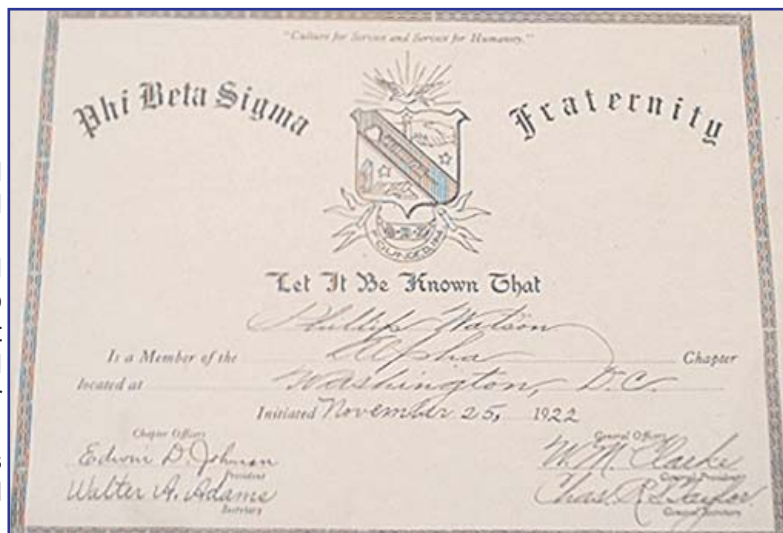 "Culture for Service and Service for Humanity."
Phi Beta Sigma Fraternity
Let It Be Known That
Phillip Watson
Is a Member of the Alpha Chapter
located at Washington, D.C.
Initiated November 25, 1922
Chapter Officers
General Officers
Edwin D. Johnson
W. M. Clarke
President
General President
Walter A. Adams
Chas. R. S. Taylor
Secretary
General Secretary